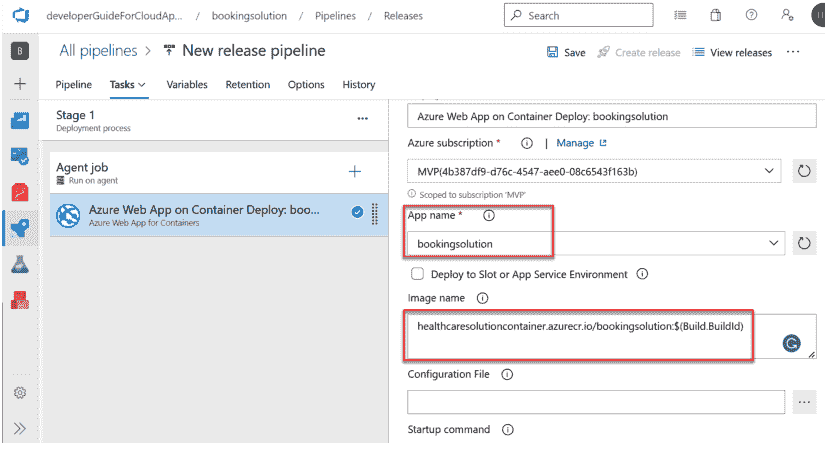 developerGuideForCloudAp... / bookingsolution / Pipelines / Releases
Search
B
All pipelines > New release pipeline
Save Create release View releases ...
Pipeline Tasks Variables Retention Options History
Stage 1
Deployment process
...
Agent job
Run on agent
Azure Web App on Container Deploy: boo...
Azure Web App for Containers
Azure Web App on Container Deploy: bookingsolution
Azure subscription * | Manage
MVP(4b387df9-d76c-4547-aee0-08c6543f163b)
Scoped to subscription 'MVP'
App name *
bookingsolution
Deploy to Slot or App Service Environment
Image name
healthcaresolutioncontainer.azurecr.io/bookingsolution:$(Build.BuildId)
Configuration File
...
Startup command